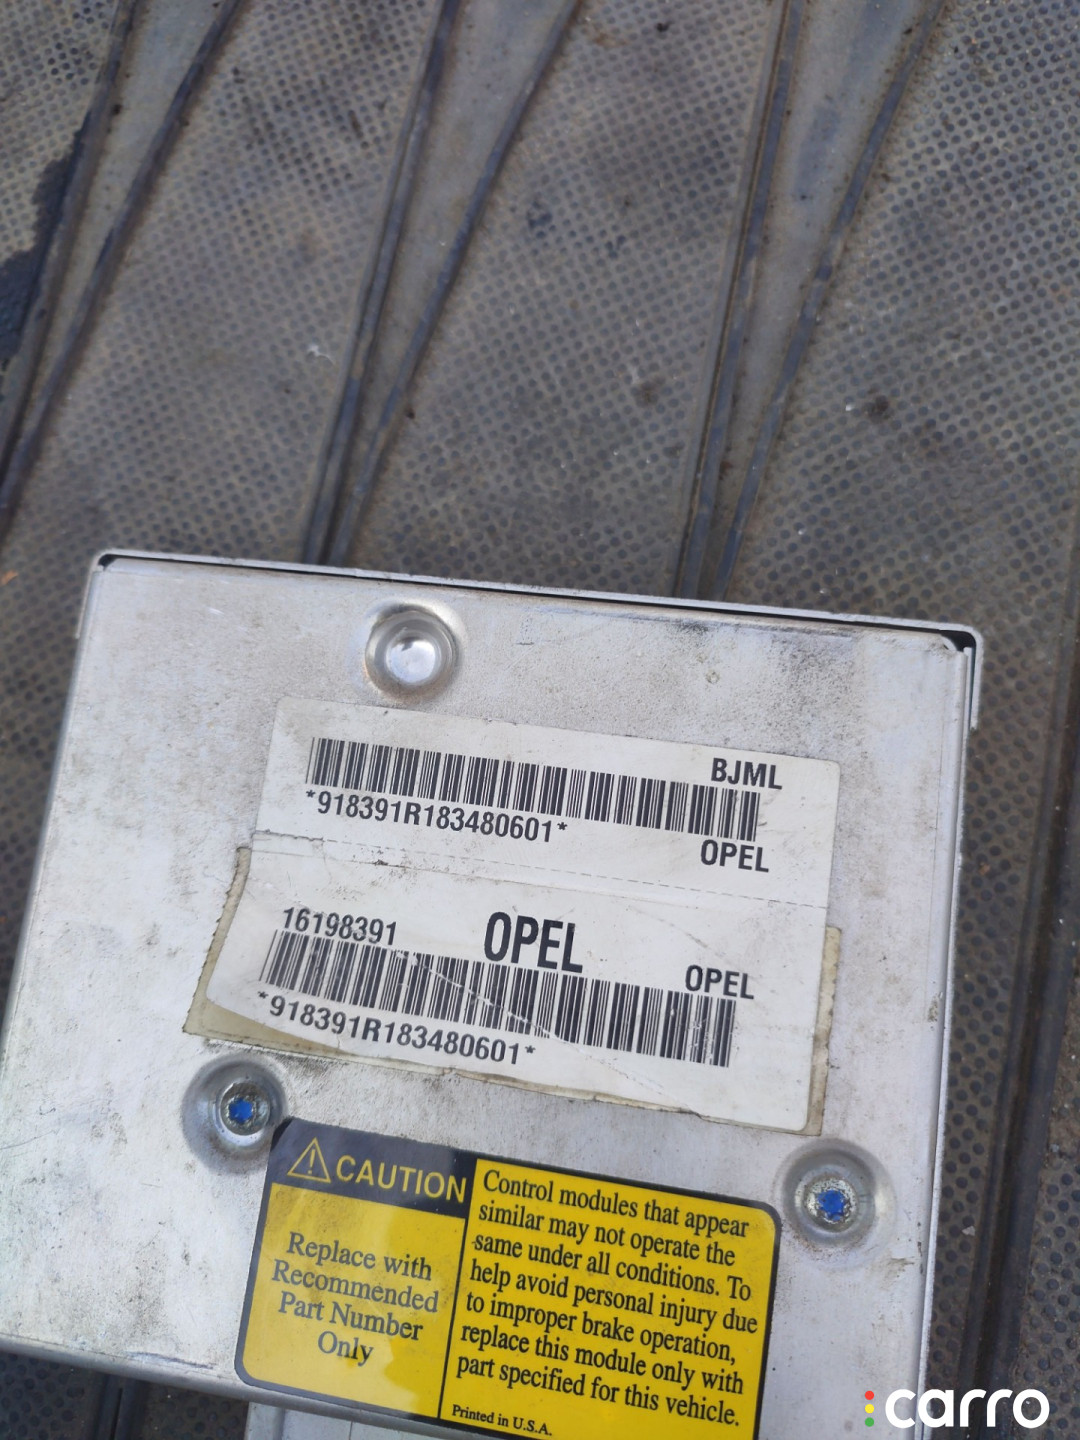 BJML
*918391R183480601*
OPEL
16198391
OPEL
OPEL
*918391R183480601*
CAUTION
Replace with
Recommended
Part Number
Only
Control modules that appear
similar may not operate the
same under all conditions. To
help avoid personal injury due
to improper brake operation,
replace this module only with
part specified for this vehicle.
Printed in U.S.A.
carro